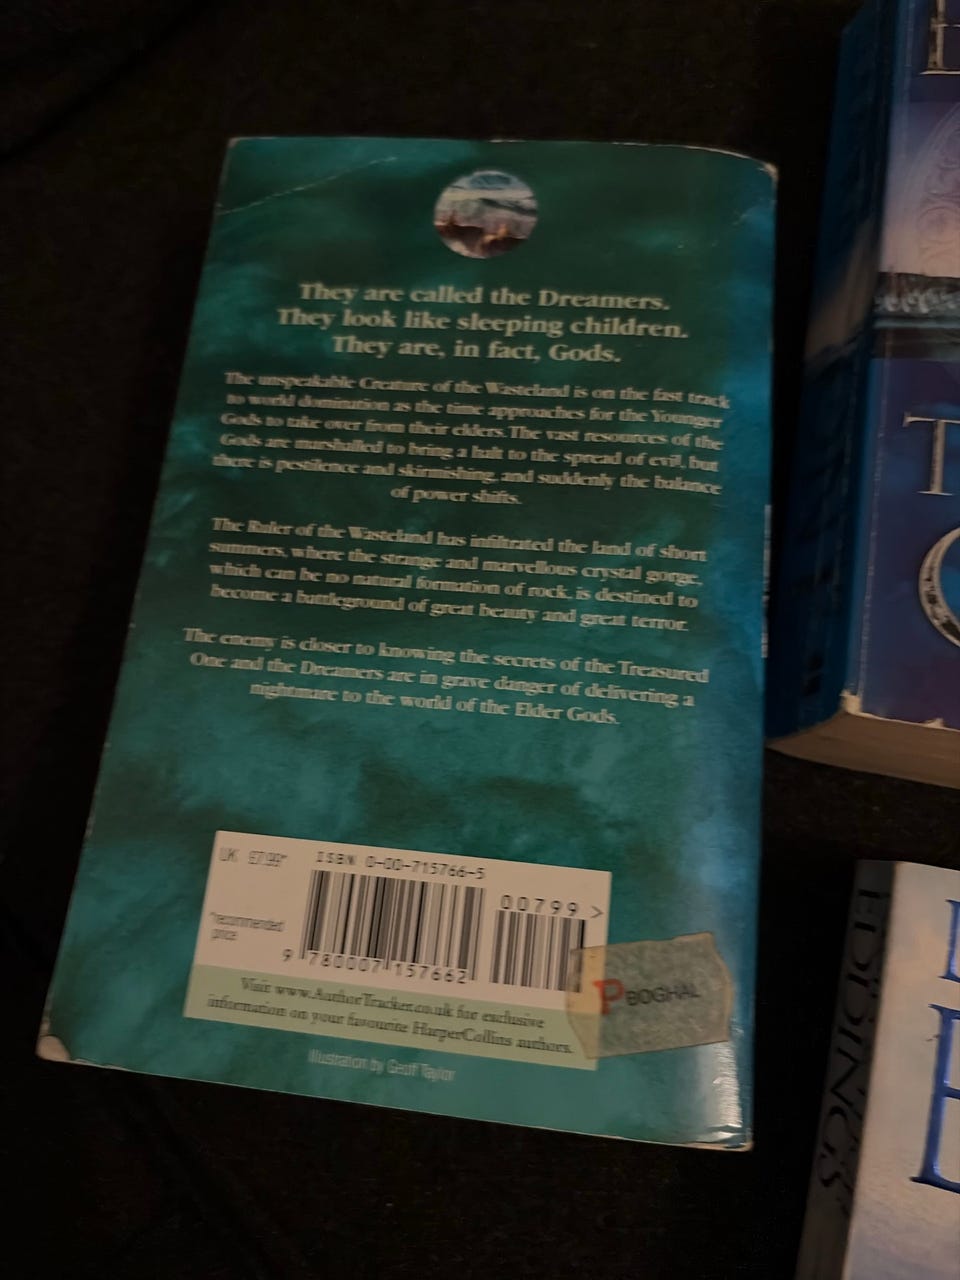 They are called the Dreamers.
They look like sleeping children.
They are, in fact, Gods.
The unspeakable Creature of the Wasteland is on the fast track
to world domination as the time approaches for the Younger
Gods to take over from their elders. The vast resources of the
Gods are marshalled to bring a halt to the spread of evil, but
there is pestilence and skirmishing, and suddenly the balance
of power shifts.
The Ruler of the Wasteland has infiltrated the land of short
summers, where the strange and marvellous crystal gorge,
which can be no natural formation of rock, is destined to
become a battleground of great beauty and great terror.
The enemy is closer to knowing the secrets of the Treasured
One and the Dreamers are in grave danger of delivering a
nightmare to the world of the Elder Gods.
UK £7.99*
ISBN 0-00-715766-5
00799 >
*recommended
price
9 780007 157662
Visit www.AuthorTracker.co.uk for exclusive
information on your favourite HarperCollins authors.
Illustration by Geoff Taylor
P BOGHAL
T
EDDINGS